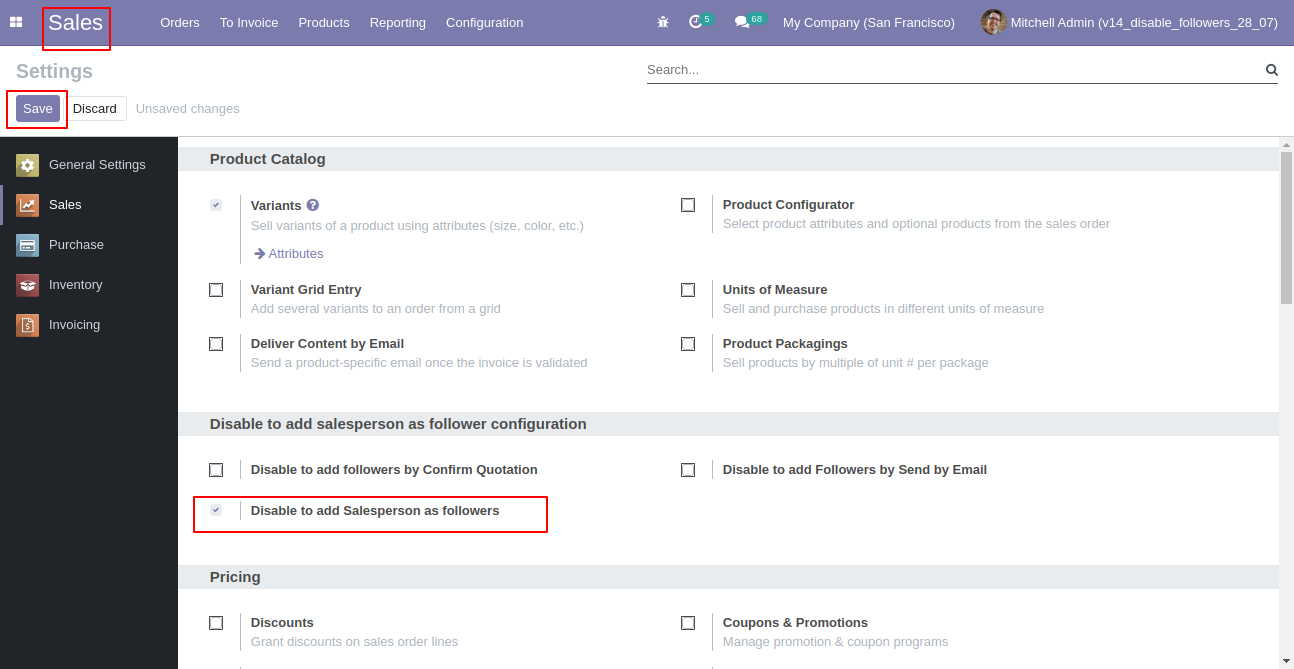 Sales Orders To Invoice Products Reporting Configuration 5 68 My Company (San Francisco) Mitchell Admin (v14_disable_followers_28_07)
Settings Search...
Save Discard Unsaved changes
General Settings
Sales
Purchase
Inventory
Invoicing
Product Catalog
Variants ?
Sell variants of a product using attributes (size, color, etc.)
Attributes
Product Configurator
Select product attributes and optional products from the sales order
Variant Grid Entry
Add several variants to an order from a grid
Units of Measure
Sell and purchase products in different units of measure
Deliver Content by Email
Send a product-specific email once the invoice is validated
Product Packagings
Sell products by multiple of unit # per package
Disable to add salesperson as follower configuration
Disable to add followers by Confirm Quotation
Disable to add Followers by Send by Email
Disable to add Salesperson as followers
Pricing
Discounts
Grant discounts on sales order lines
Coupons & Promotions
Manage promotion & coupon programs